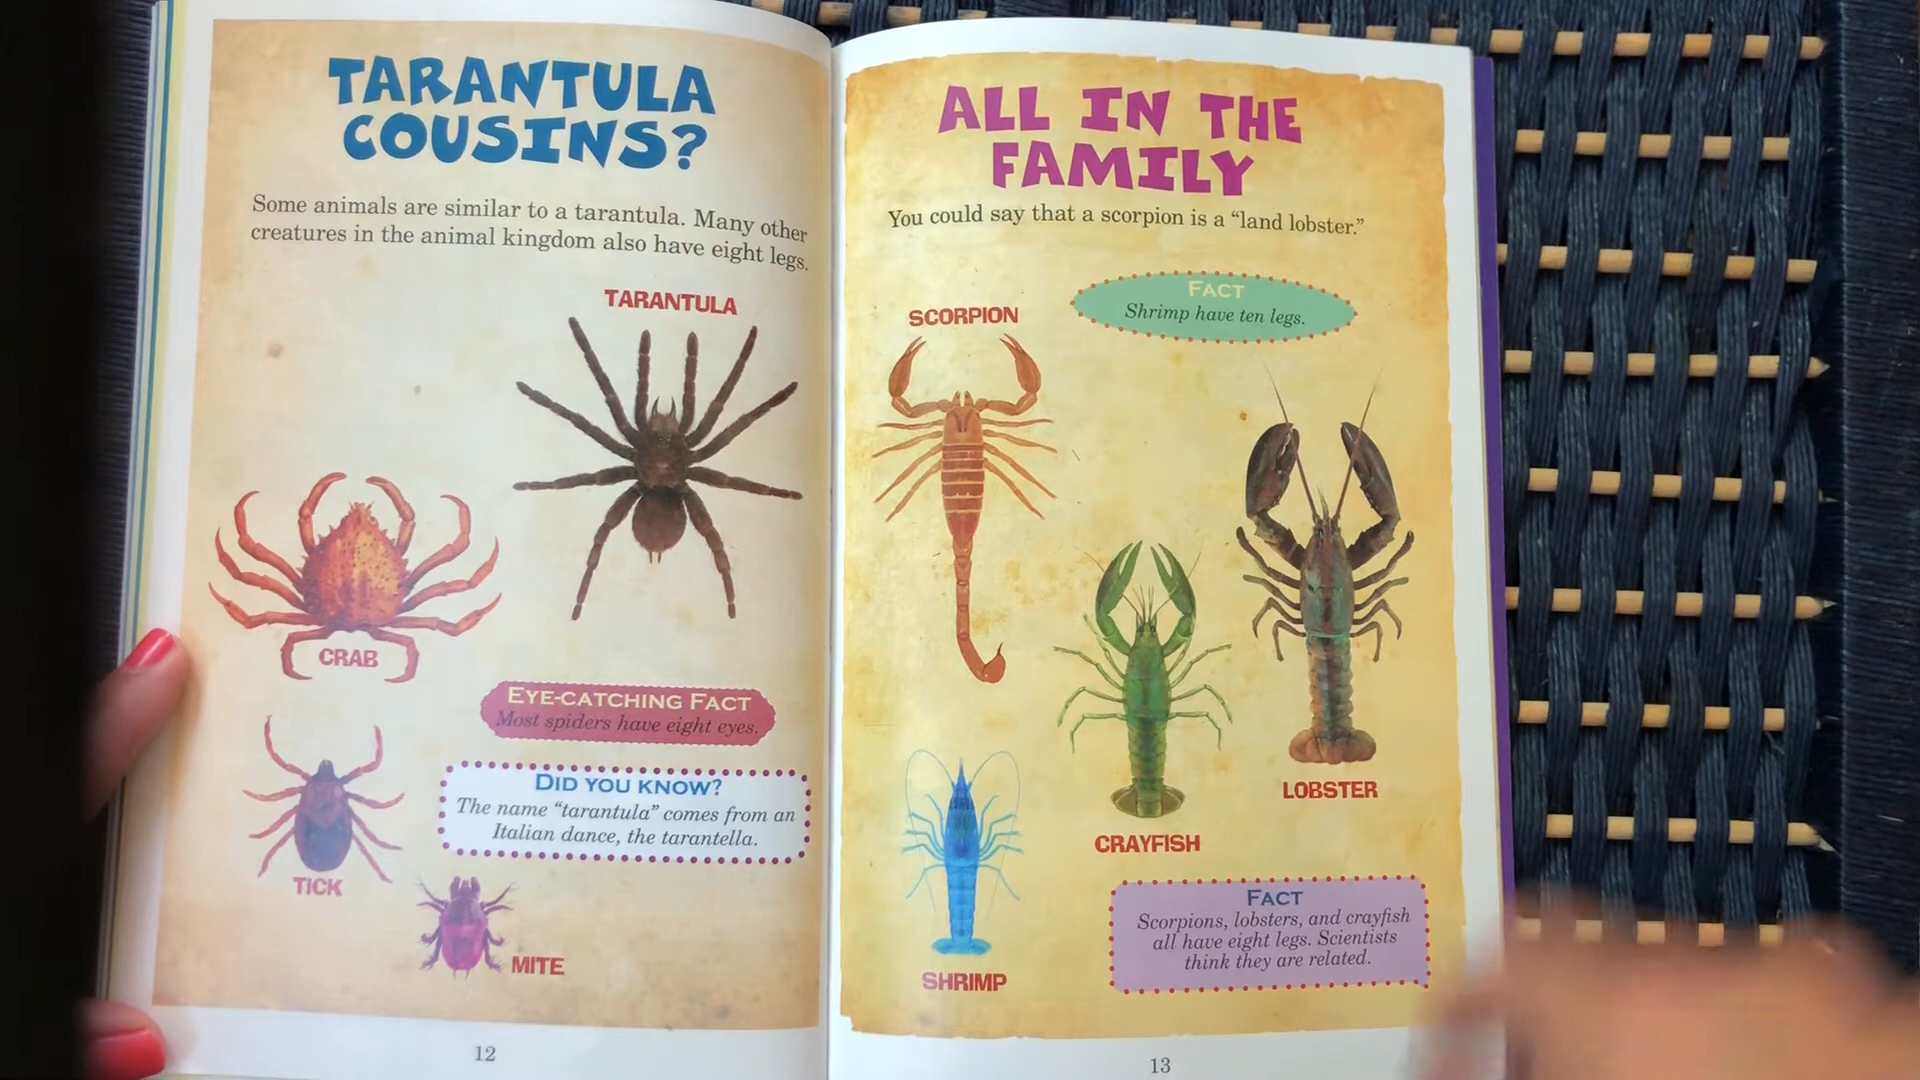 TARANTULA
COUSINS?
Some animals are similar to a tarantula. Many other
creatures in the animal kingdom also have eight legs.
TARANTULA
CRAB
EYE-CATCHING FACT
Most spiders have eight eyes.
DID YOU KNOW?
The name “tarantula” comes from an
Italian dance, the tarantella.
TICK
MITE
12
ALL IN THE
FAMILY
You could say that a scorpion is a “land lobster.”
FACT
Shrimp have ten legs.
SCORPION
LOBSTER
CRAYFISH
SHRIMP
FACT
Scorpions, lobsters, and crayfish
all have eight legs. Scientists
think they are related.
13